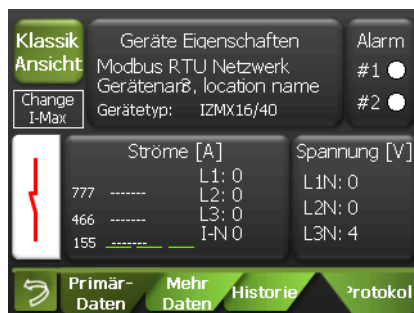 Klassik
Ansicht
Geräte Eigenschaften
Alarm
Modbus RTU Netzwerk
#1
Gerätenanß, location name
#2
Change
I-Max
Gerätetyp: IZMX16/40
Ströme [A]
Spannung [V]
L1: 0
L1N: 0
777 -------
L2: 0
L2N: 0
466 -------
L3: 0
L3N: 4
I-N 0
155 -------
Primär-
Daten
Mehr
Daten
Historie
Protokol